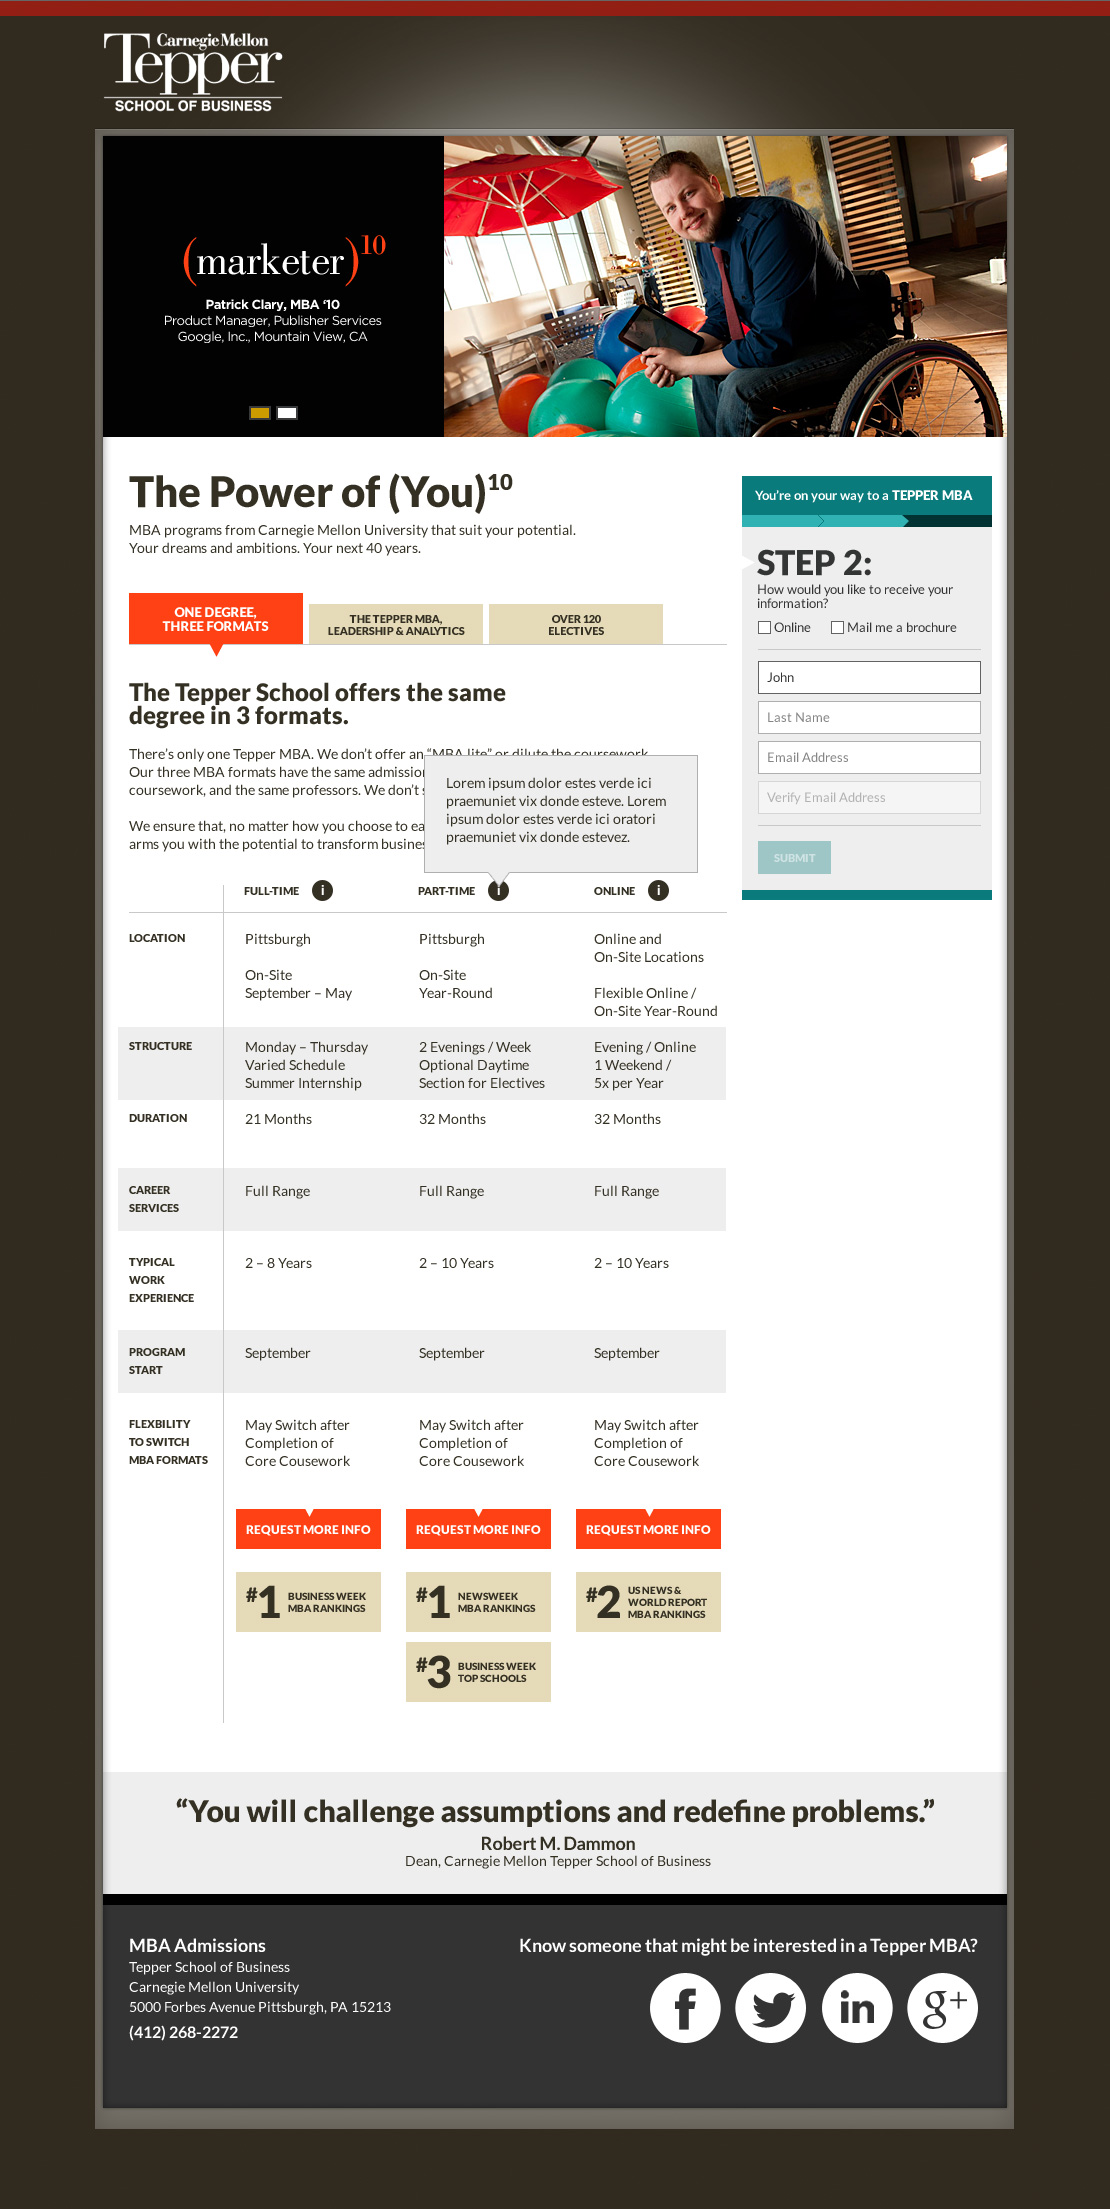 Carnegie Mellon
Tepper
SCHOOL OF BUSINESS
(marketer)10
Patrick Clary, MBA ‘10
Product Manager, Publisher Services
Google, Inc., Mountain View, CA
The Power of (You)10
MBA programs from Carnegie Mellon University that suit your potential.
Your dreams and ambitions. Your next 40 years.
ONE DEGREE,
THREE FORMATS
THE TEPPER MBA,
LEADERSHIP & ANALYTICS
OVER 120
ELECTIVES
The Tepper School offers the same
degree in 3 formats.
There’s only one Tepper MBA. We don’t offer an “MBA lite” or dilute the coursework.
Our three MBA formats have the same admission
coursework, and the same professors. We don’t s
We ensure that, no matter how you choose to ea
arms you with the potential to transform busines
Lorem ipsum dolor estes verde ici
praemuniet vix donde esteve. Lorem
ipsum dolor estes verde ici oratori
praemuniet vix donde estevez.
FULL-TIME i PART-TIME i ONLINE i
LOCATION
Pittsburgh
On-Site
September – May
Pittsburgh
On-Site
Year-Round
Online and
On-Site Locations
Flexible Online /
On-Site Year-Round
STRUCTURE
Monday – Thursday
Varied Schedule
Summer Internship
2 Evenings / Week
Optional Daytime
Section for Electives
Evening / Online
1 Weekend /
5x per Year
DURATION
21 Months
32 Months
32 Months
CAREER
SERVICES
Full Range
Full Range
Full Range
TYPICAL
WORK
EXPERIENCE
2 – 8 Years
2 – 10 Years
2 – 10 Years
PROGRAM
START
September
September
September
FLEXBILITY
TO SWITCH
MBA FORMATS
May Switch after
Completion of
Core Cousework
May Switch after
Completion of
Core Cousework
May Switch after
Completion of
Core Cousework
REQUEST MORE INFO
REQUEST MORE INFO
REQUEST MORE INFO
#1
BUSINESS WEEK
MBA RANKINGS
#1
NEWSWEEK
MBA RANKINGS
#2
US NEWS &
WORLD REPORT
MBA RANKINGS
#3
BUSINESS WEEK
TOP SCHOOLS
You’re on your way to a TEPPER MBA
STEP 2:
How would you like to receive your
information?
Online
Mail me a brochure
John
Last Name
Email Address
Verify Email Address
SUBMIT
“You will challenge assumptions and redefine problems.”
Robert M. Dammon
Dean, Carnegie Mellon Tepper School of Business
MBA Admissions
Tepper School of Business
Carnegie Mellon University
5000 Forbes Avenue Pittsburgh, PA 15213
(412) 268-2272
Know someone that might be interested in a Tepper MBA?
f
in
g+